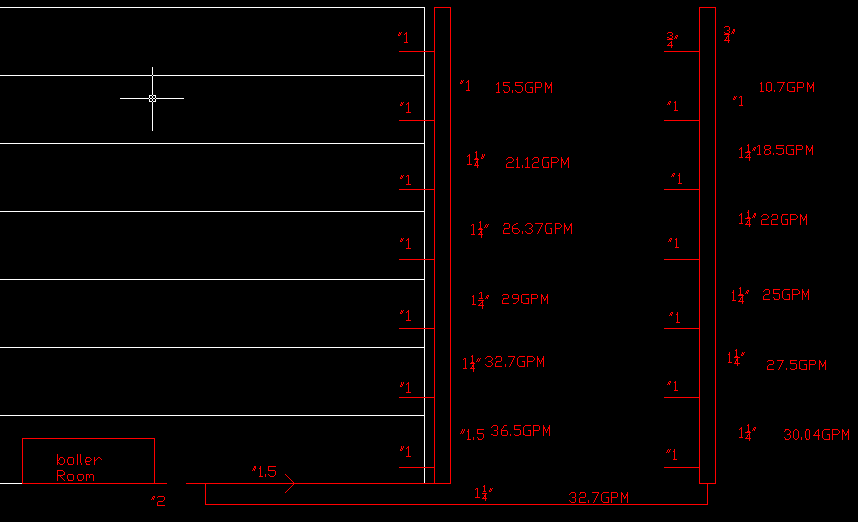 "1
3/4"
3/4"
"1 15.5GPM
10.7GPM
"1
"1
"1
1 1/4" 21.12GPM
1 1/4" 18.5GPM
"1
"1
1 1/4" 26.37GPM
1 1/4" 22GPM
"1
"1
1 1/4" 29GPM
1 1/4" 25GPM
"1
"1
1 1/4" 32.7GPM
1 1/4" 27.5GPM
"1
"1
"1.5 36.5GPM
1 1/4" 30.04GPM
"1
"1
boiler
Room
"2
"1.5
1 1/4" 32.7GPM